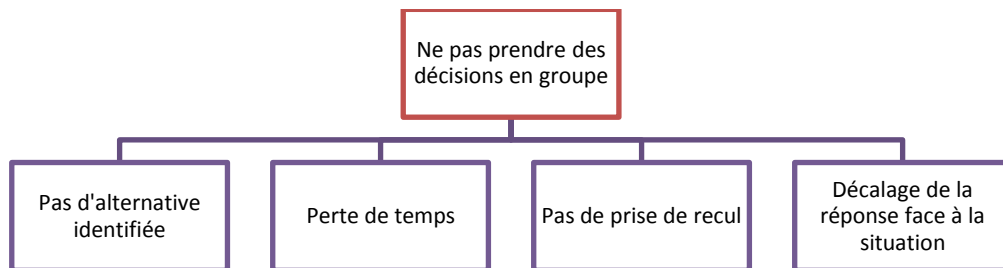 Ne pas prendre des
décisions en groupe
Pas d'alternative
identifiée
Perte de temps
Pas de prise de recul
Décalage de la
réponse face à la
situation